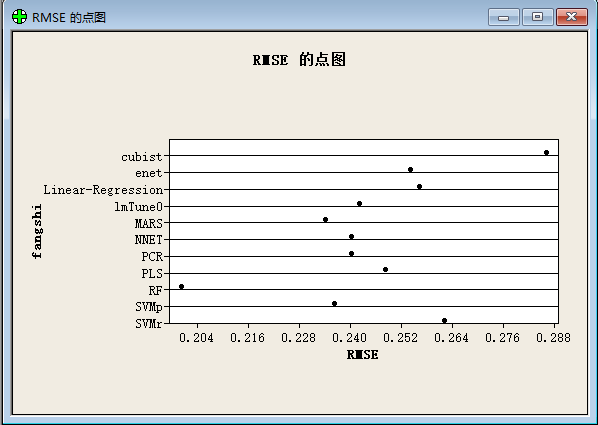 RMSE 的点图
RMSE 的点图
cubist
enet
Linear-Regression
lmTune0
MARS
NNET
PCR
PLS
RF
SVMp
SVMr
fangshi
0.204 0.216 0.228 0.240 0.252 0.264 0.276 0.288
RMSE